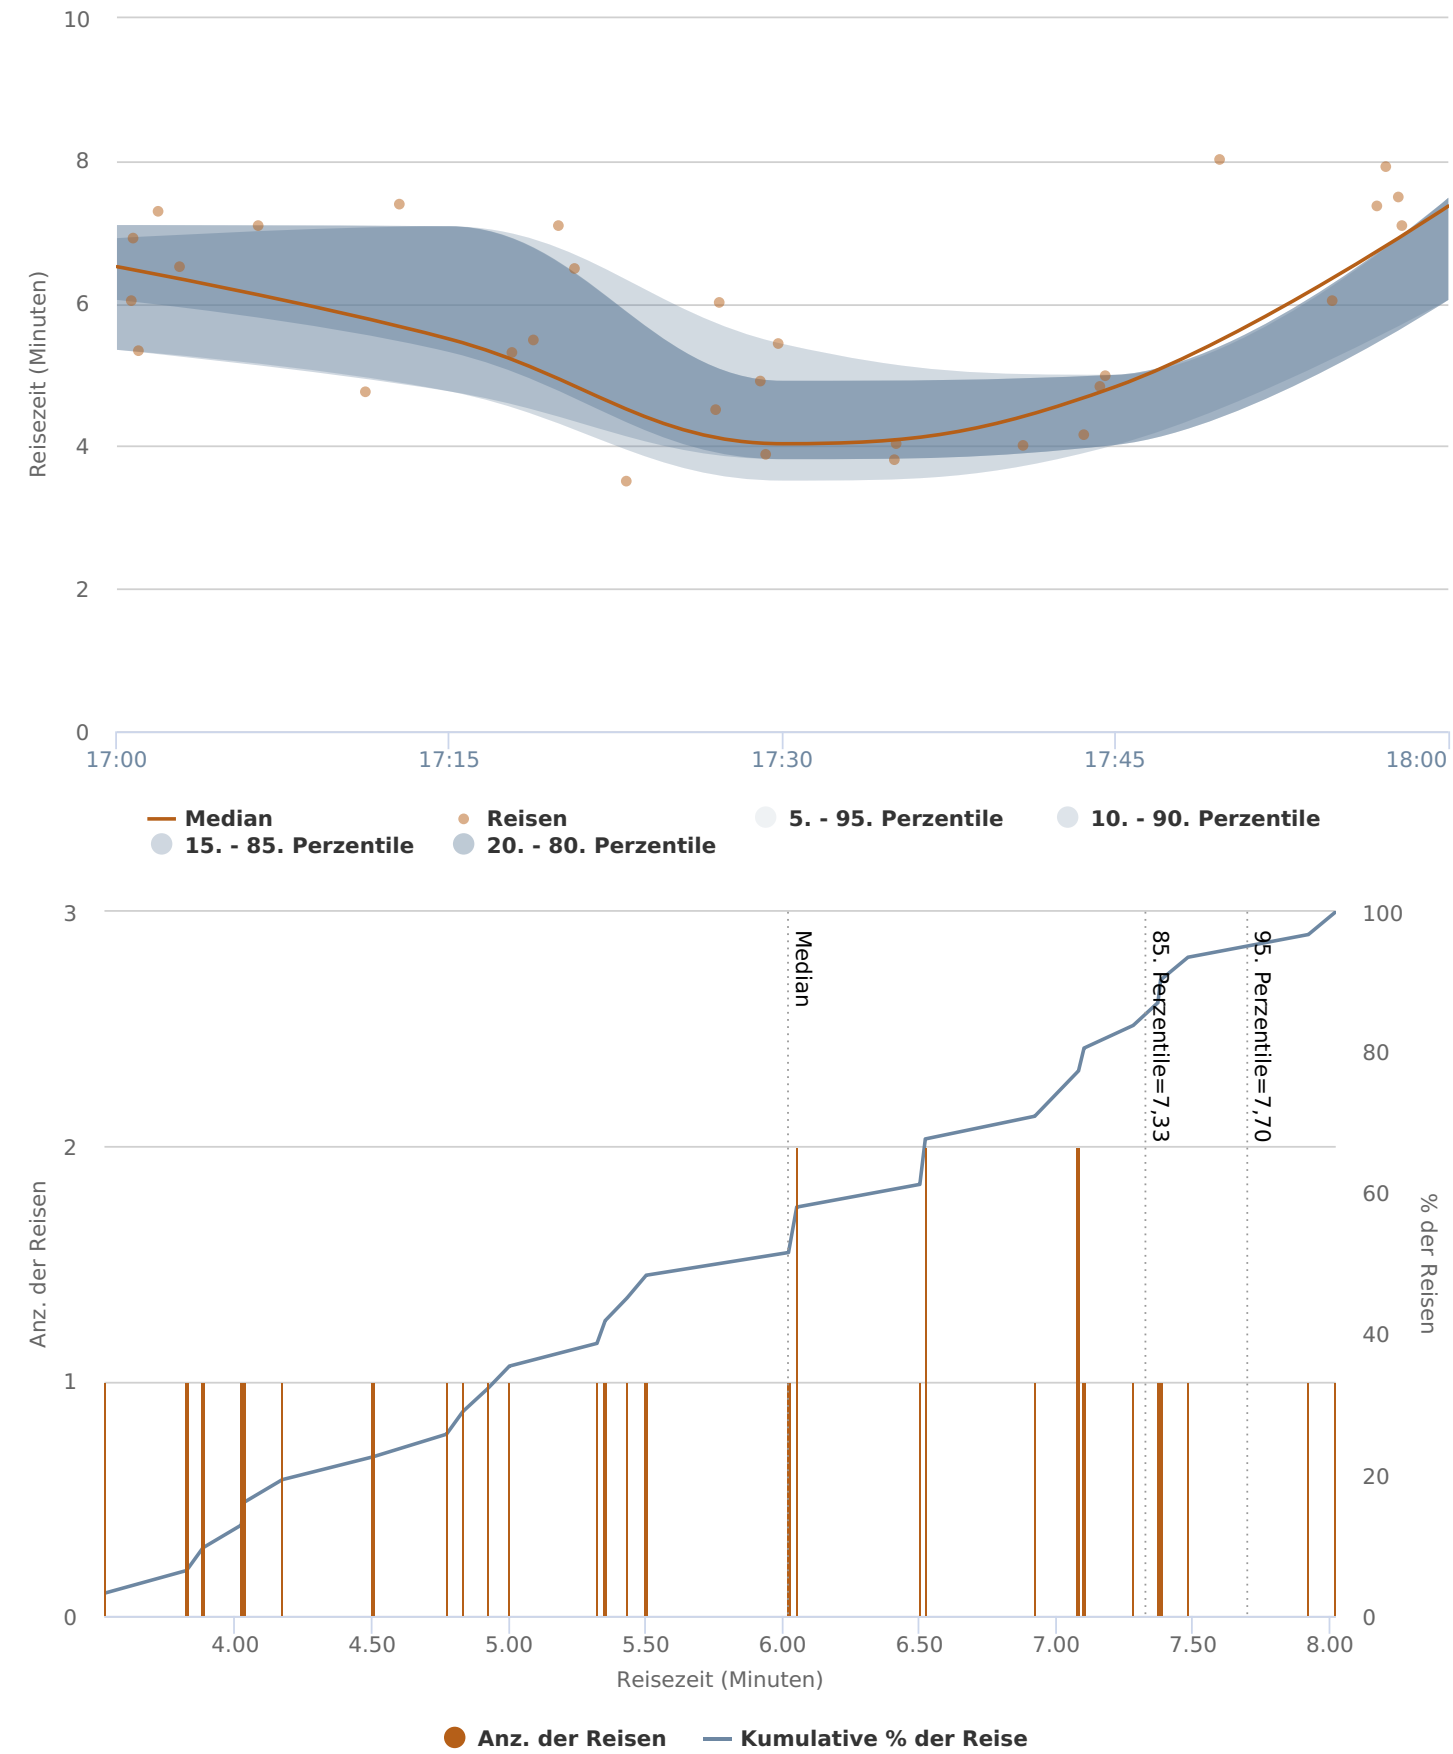 10
8
6
4
2
0
Reisezeit (Minuten)
17:00 17:15 17:30 17:45 18:00
Median Reisen 5. - 95. Perzentile 10. - 90. Perzentile
15. - 85. Perzentile 20. - 80. Perzentile
3
2
1
0
Anz. der Reisen
Median
85. Perzentile=7,33
95. Perzentile=7,70
100
80
60
40
20
0
% der Reisen
4.00 4.50 5.00 5.50 6.00 6.50 7.00 7.50 8.00
Reisezeit (Minuten)
Anz. der Reisen Kumulative % der Reise